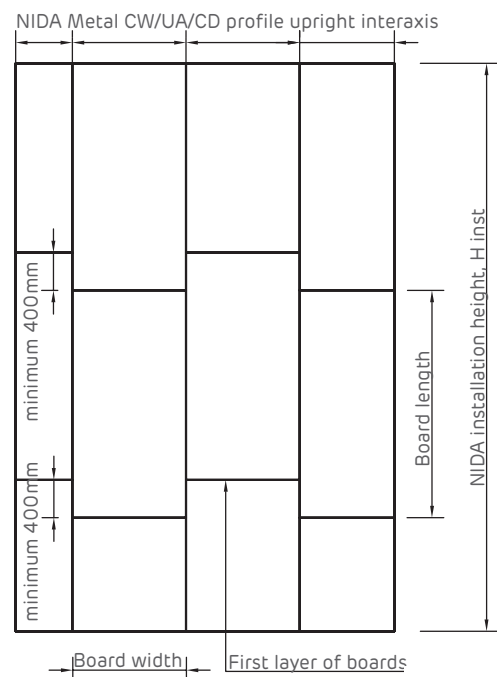 NIDA Metal CW/UA/CD profile upright interaxis
minimum 400mm
minimum 400mm
Board length
NIDA installation height, H inst
Board width
First layer of boards